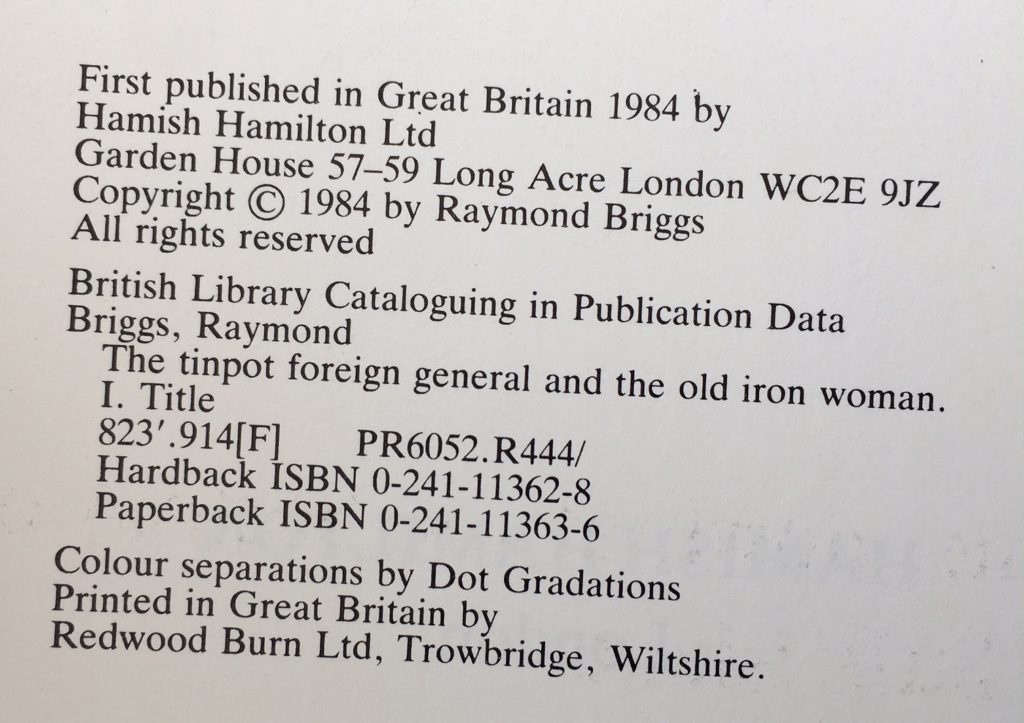 First published in Great Britain 1984 by
Hamish Hamilton Ltd
Garden House 57–59 Long Acre London WC2E 9JZ
Copyright © 1984 by Raymond Briggs
All rights reserved
British Library Cataloguing in Publication Data
Briggs, Raymond
The tinpot foreign general and the old iron woman.
I. Title
823′.914[F] PR6052.R444/
Hardback ISBN 0-241-11362-8
Paperback ISBN 0-241-11363-6
Colour separations by Dot Gradations
Printed in Great Britain by
Redwood Burn Ltd, Trowbridge, Wiltshire.